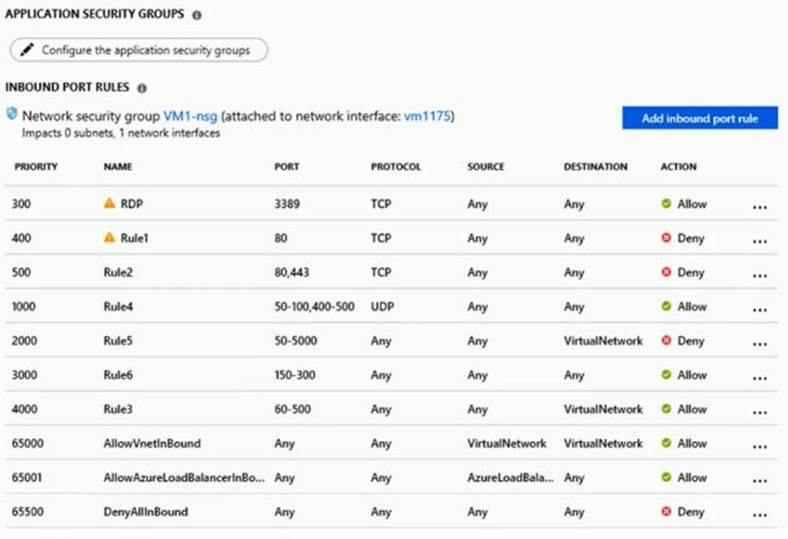 APPLICATION SECURITY GROUPS
Configure the application security groups
INBOUND PORT RULES
Network security group VM1-nsg (attached to network interface: vm1175)
Impacts 0 subnets, 1 network interfaces
Add inbound port rule
PRIORITY NAME PORT PROTOCOL SOURCE DESTINATION ACTION
300 RDP 3389 TCP Any Any Allow ...
400 Rule1 80 TCP Any Any Deny ...
500 Rule2 80,443 TCP Any Any Deny ...
1000 Rule4 50-100,400-500 UDP Any Any Allow ...
2000 Rule5 50-5000 Any Any VirtualNetwork Deny ...
3000 Rule6 150-300 Any Any Any Allow ...
4000 Rule3 60-500 Any Any VirtualNetwork Allow ...
65000 AllowVnetInBound Any Any VirtualNetwork VirtualNetwork Allow ...
65001 AllowAzureLoadBalancerInBo... Any Any AzureLoadBala... Any Allow ...
65500 DenyAllInBound Any Any Any Any Deny ...